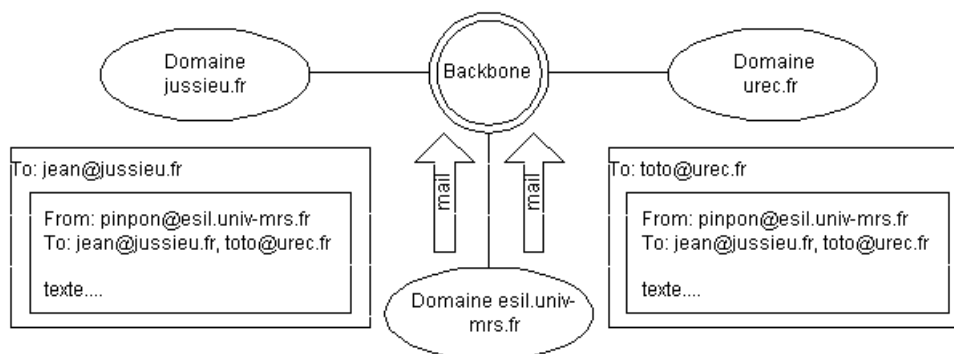 Domaine
jussieu.fr
Backbone
Domaine
urec.fr
To: jean@jussieu.fr
From: pinpon@esil.univ-mrs.fr
To: jean@jussieu.fr, toto@urec.fr
texte....
mail
mail
To: toto@urec.fr
From: pinpon@esil.univ-mrs.fr
To: jean@jussieu.fr, toto@urec.fr
texte....
Domaine esil.univ-
mrs.fr